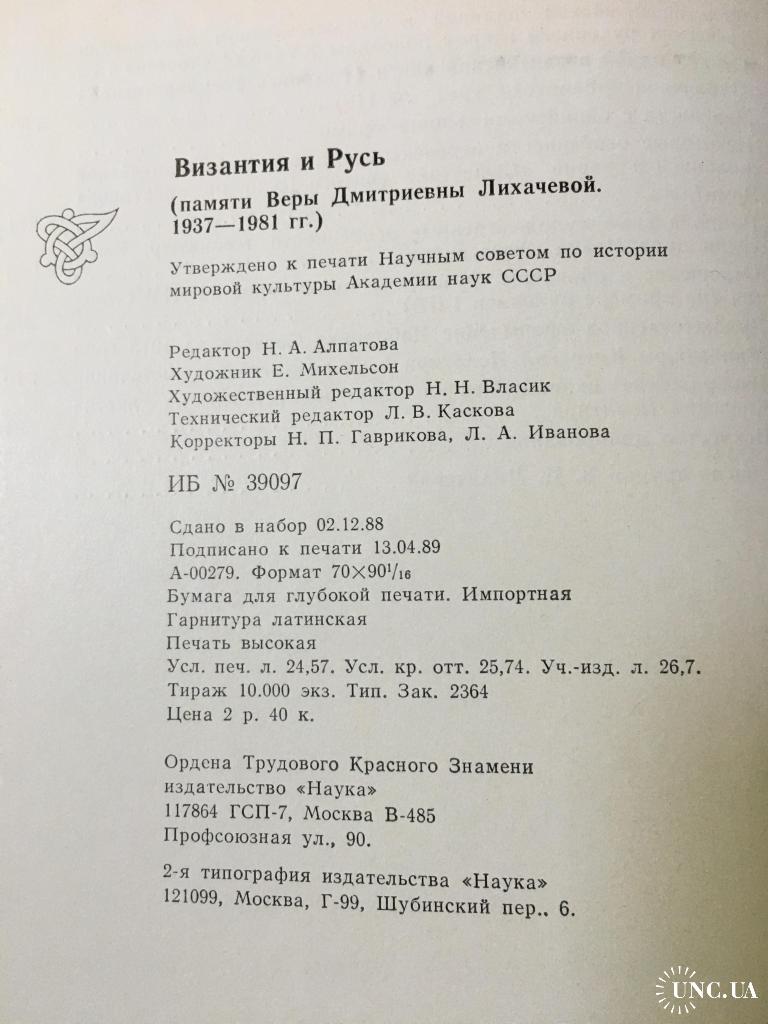 Византия и Русь
(памяти Веры Дмитриевны Лихачевой.
1937—1981 гг.)
Утверждено к печати Научным советом по истории
мировой культуры Академии наук СССР
Редактор Н. А. Алпатова
Художник Е. Михельсон
Художественный редактор Н. Н. Власик
Технический редактор Л. В. Каскова
Корректоры Н. П. Гаврикова, Л. А. Иванова
ИБ № 39097
Сдано в набор 02.12.88
Подписано к печати 13.04.89
А-00279. Формат 70×90¹/₁₆
Бумага для глубокой печати. Импортная
Гарнитура латинская
Печать высокая
Усл. печ. л. 24,57. Усл. кр. отт. 25,74. Уч.-изд. л. 26,7.
Тираж 10.000 экз. Тип. Зак. 2364
Цена 2 р. 40 к.
Ордена Трудового Красного Знамени
издательство «Наука»
117864 ГСП-7, Москва В-485
Профсоюзная ул., 90.
2-я типография издательства «Наука»
121099, Москва, Г-99, Шубинский пер.. 6.
UNC.UA